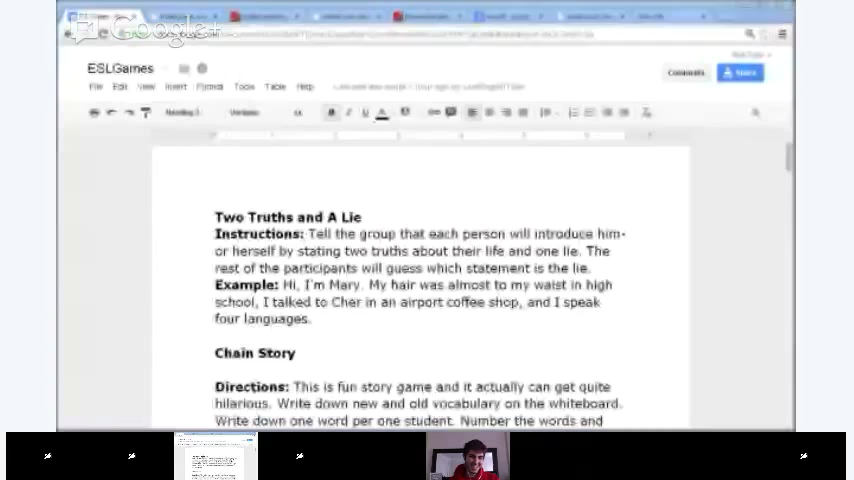 Google+
ESLGames
File Edit View Insert Format Tools Table Help
Comments Share
Heading 3 Verdana
Two Truths and A Lie
Instructions: Tell the group that each person will introduce him-
or herself by stating two truths about their life and one lie. The
rest of the participants will guess which statement is the lie.
Example: Hi, I'm Mary. My hair was almost to my waist in high
school, I talked to Cher in an airport coffee shop, and I speak
four languages.
Chain Story
Directions: This is fun story game and it actually can get quite
hilarious. Write down new and old vocabulary on the whiteboard.
Write down one word per one student. Number the words and